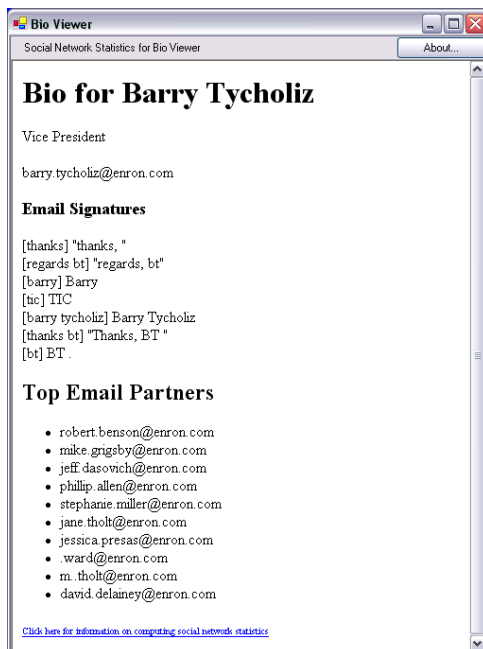 Bio Viewer
Social Network Statistics for Bio Viewer
About...
Bio for Barry Tycholiz
Vice President
barry.tycholiz@enron.com
Email Signatures
[thanks] "thanks, "
[regards bt] "regards, bt"
[barry] Barry
[tic] TIC
[barry tycholiz] Barry Tycholiz
[thanks bt] "Thanks, BT "
[bt] BT .
Top Email Partners
robert.benson@enron.com
mike.grigsby@enron.com
jeff.dasovich@enron.com
phillip.allen@enron.com
stephanie.miller@enron.com
jane.tholt@enron.com
jessica.presas@enron.com
.ward@enron.com
m..tholt@enron.com
david.delainey@enron.com
Click here for information on computing social network statistics